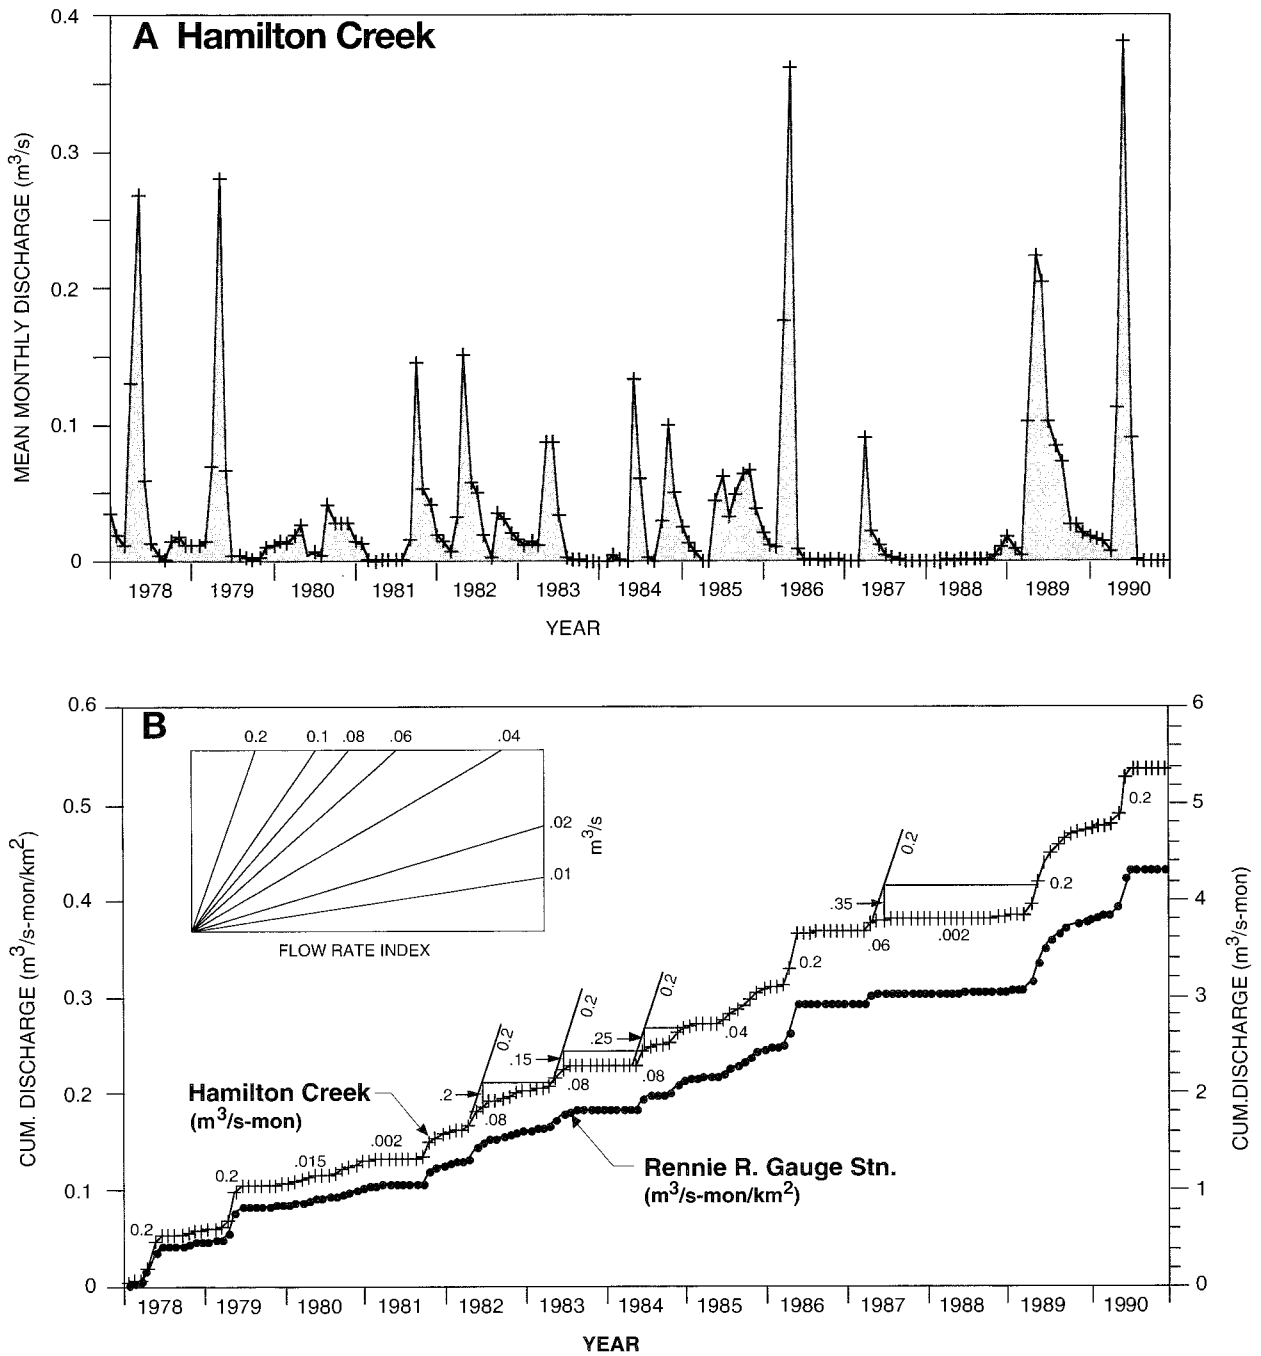 A Hamilton Creek
0.4
0.3
0.2
0.1
0
MEAN MONTHLY DISCHARGE (m³/s)
1978 1979 1980 1981 1982 1983 1984 1985 1986 1987 1988 1989 1990
YEAR
B
0.6
0.5
0.4
0.3
0.2
0.1
0
CUM. DISCHARGE (m³/s-mon/km²)
6
5
4
3
2
1
0
CUM.DISCHARGE (m³/s-mon)
0.2 0.1 .08 .06 .04
.02
.01
m³/s
FLOW RATE INDEX
0.2
0.2
.015
.002
.2
0.2
.08
.15
0.2
.08
.25
0.2
.08
.04
0.2
.35
0.2
.06
.002
0.2
0.2
Hamilton Creek
(m³/s-mon)
Rennie R. Gauge Stn.
(m³/s-mon/km²)
1978 1979 1980 1981 1982 1983 1984 1985 1986 1987 1988 1989 1990
YEAR